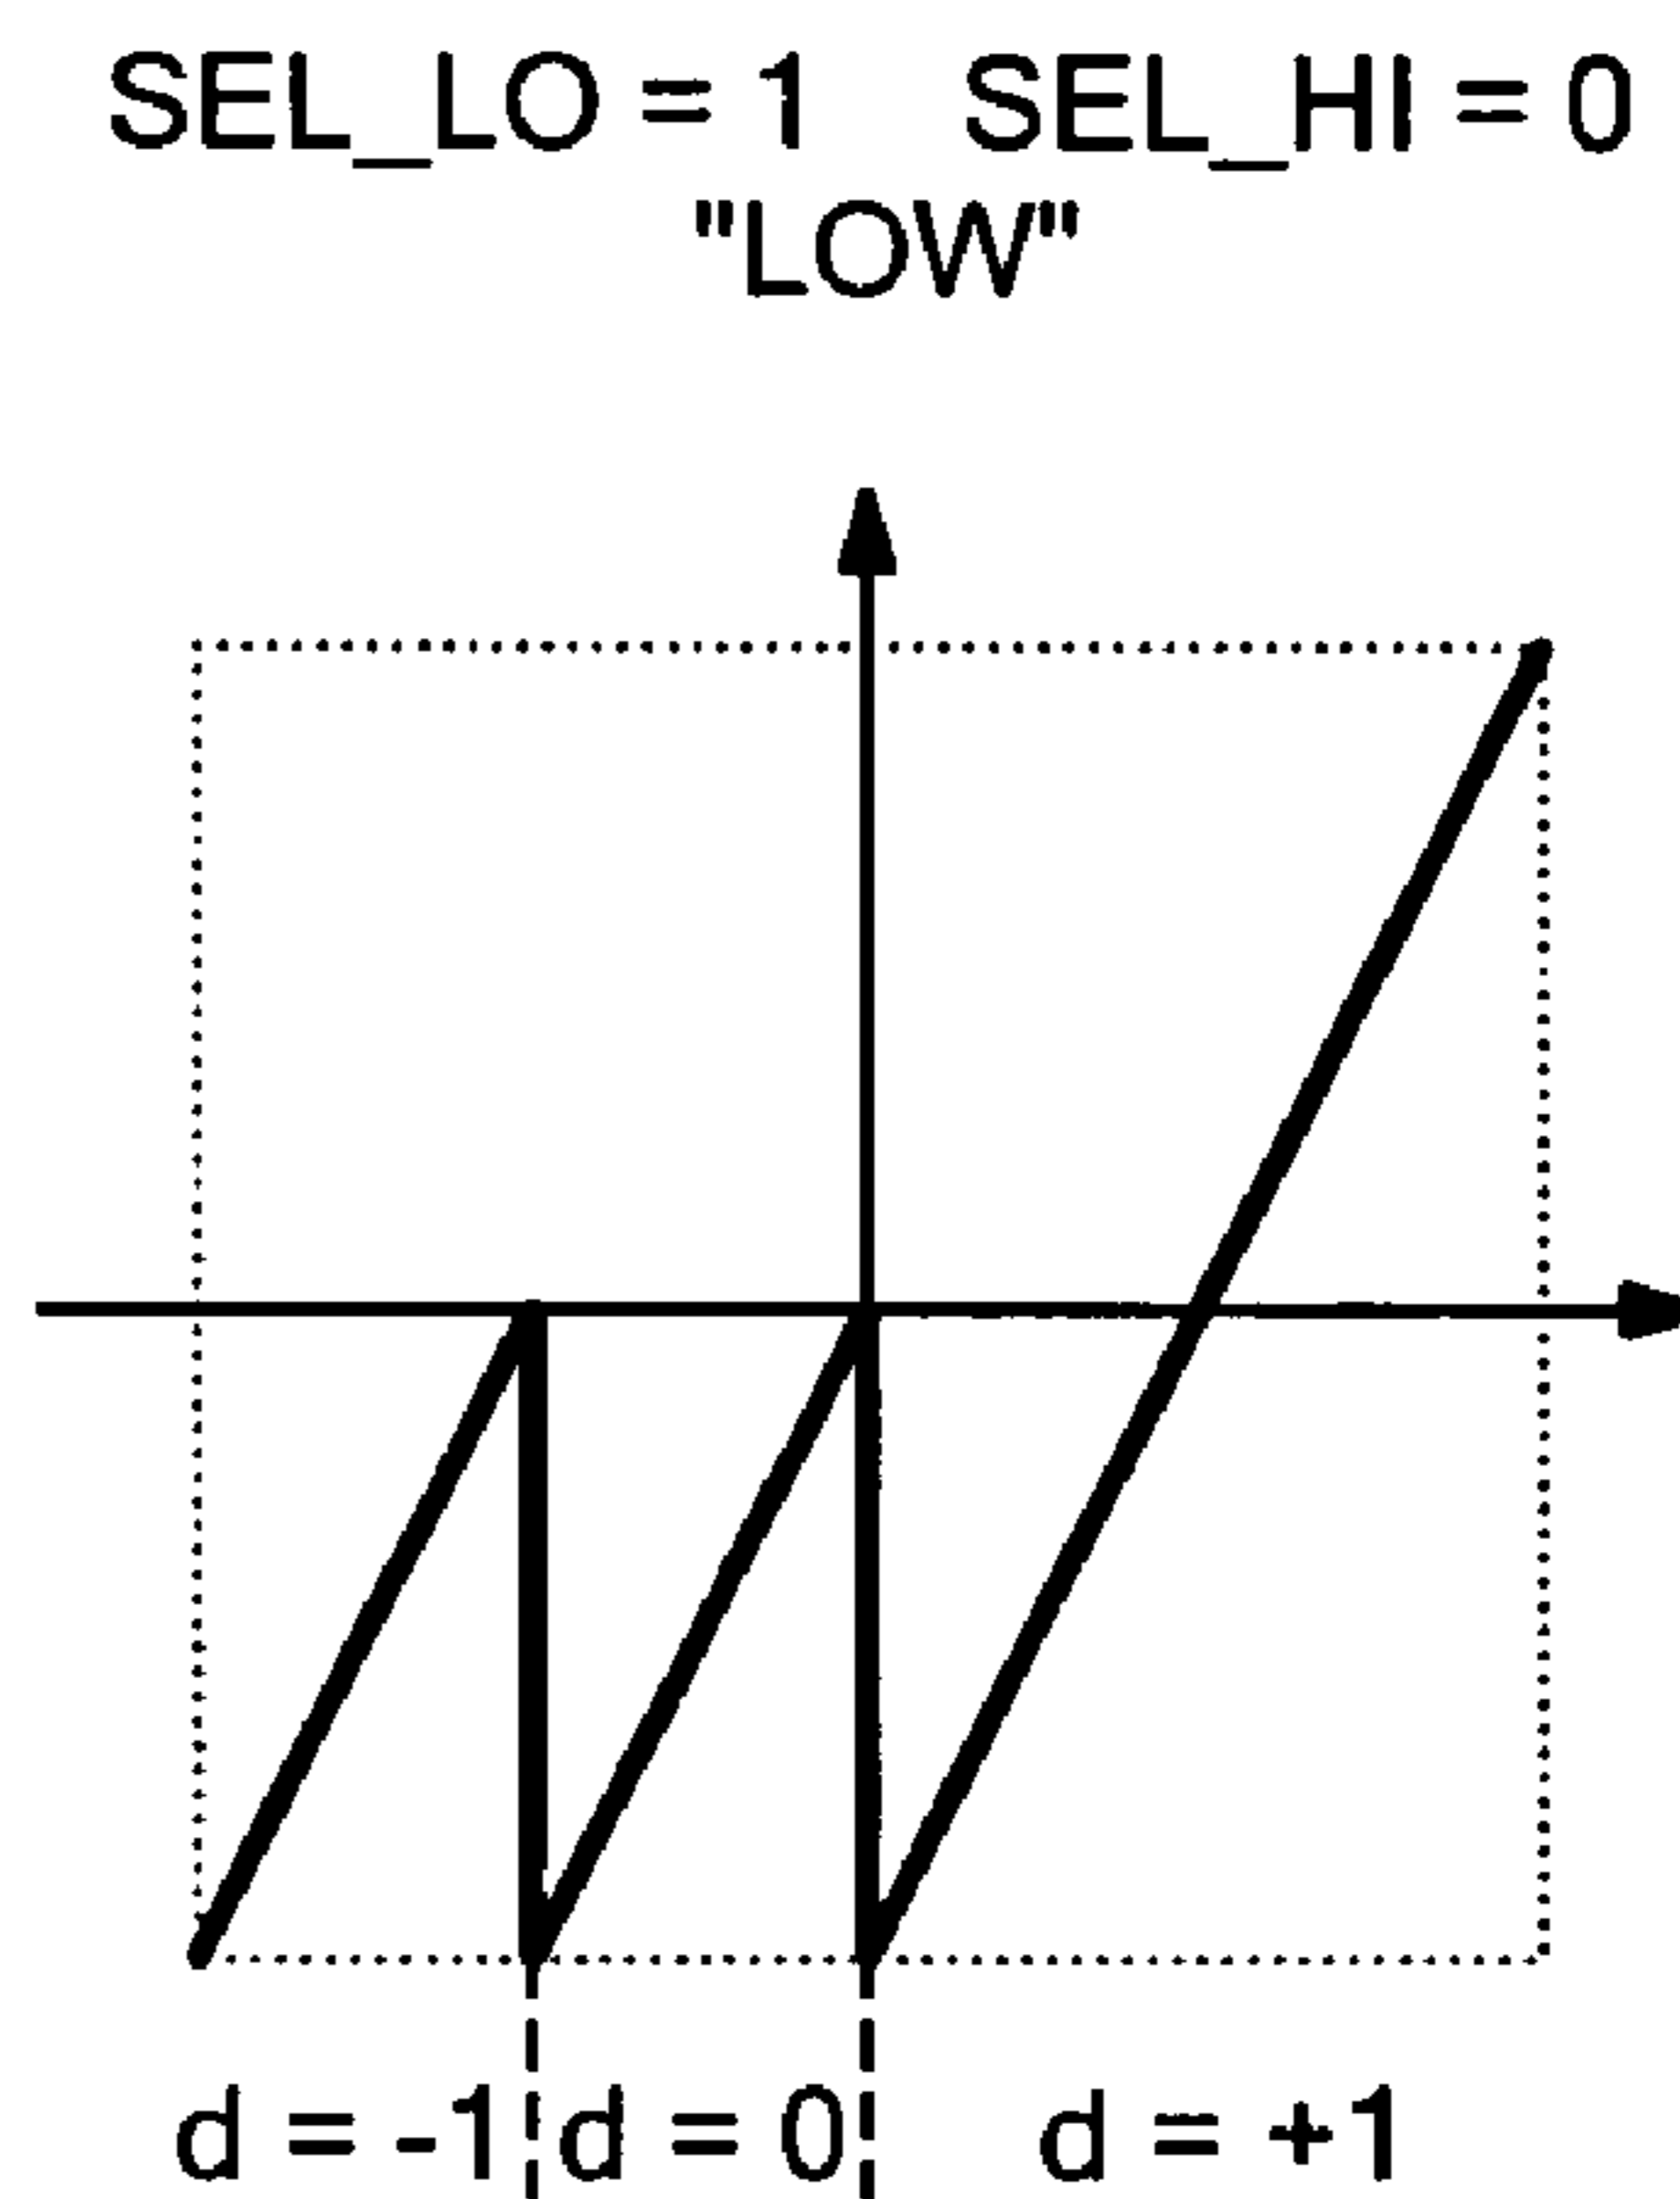 SEL_LO = 1 SEL_HI = 0
"LOW"
d = -1 d = 0 d = +1